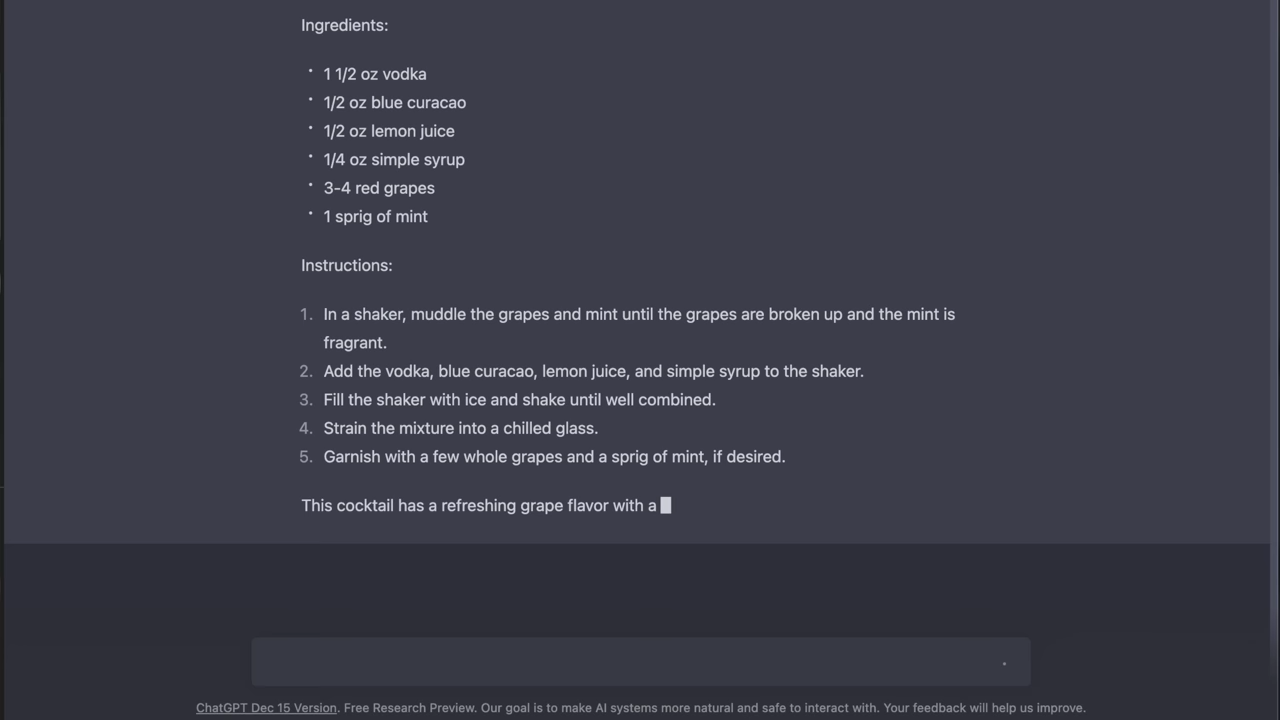 Ingredients:
• 1 1/2 oz vodka
• 1/2 oz blue curacao
• 1/2 oz lemon juice
• 1/4 oz simple syrup
• 3-4 red grapes
• 1 sprig of mint
Instructions:
1. In a shaker, muddle the grapes and mint until the grapes are broken up and the mint is
fragrant.
2. Add the vodka, blue curacao, lemon juice, and simple syrup to the shaker.
3. Fill the shaker with ice and shake until well combined.
4. Strain the mixture into a chilled glass.
5. Garnish with a few whole grapes and a sprig of mint, if desired.
This cocktail has a refreshing grape flavor with a
ChatGPT Dec 15 Version. Free Research Preview. Our goal is to make AI systems more natural and safe to interact with. Your feedback will help us improve.